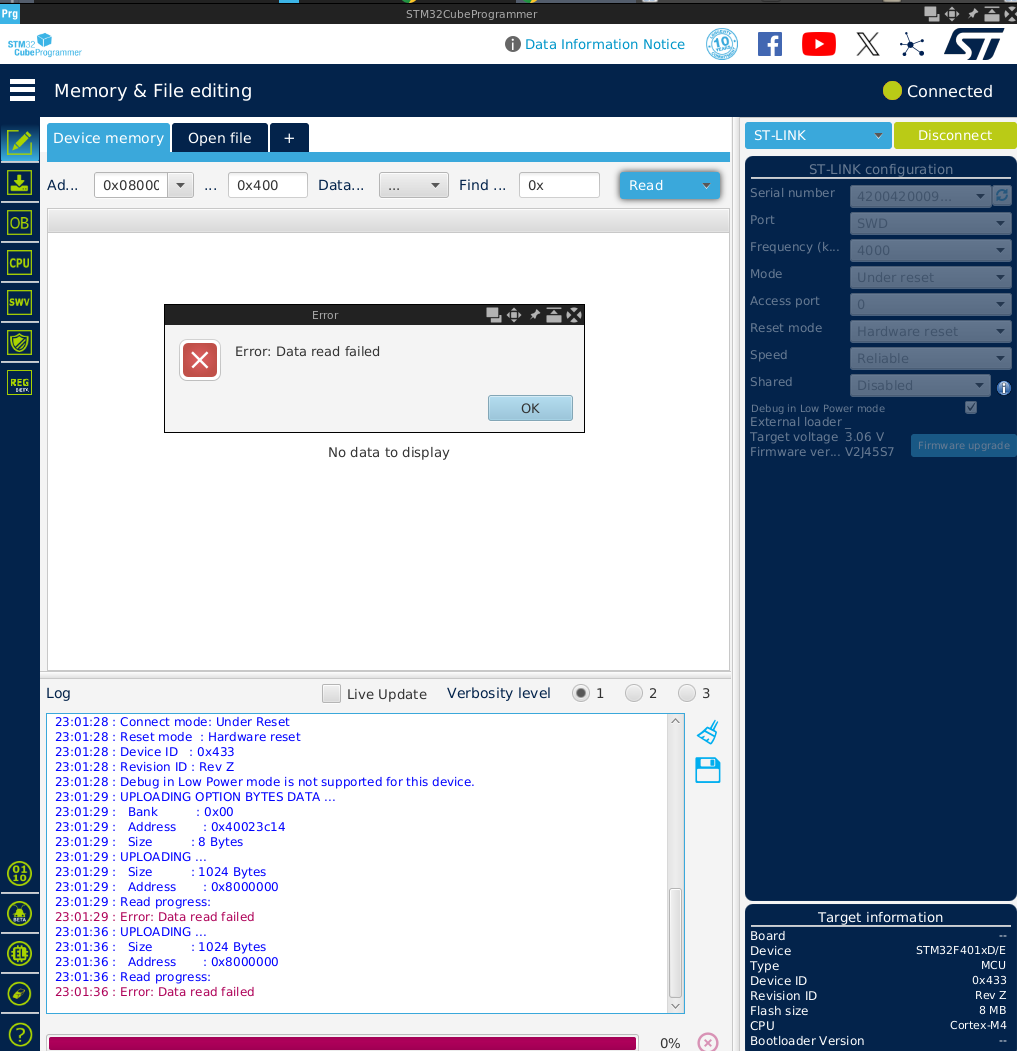 Prg
STM32CubeProgrammer
STM32
CubeProgrammer
Data Information Notice
10
Memory & File editing
Connected
Device memory
Open file
+
ST-LINK
Disconnect
Ad...
0x0800
...
0x400
Data...
...
Find ...
0x
Read
ST-LINK configuration
Serial number
4200420009...
Port
SWD
Frequency (k...
4000
Mode
Under reset
Access port
0
Reset mode
Hardware reset
Speed
Reliable
Shared
Disabled
Debug in Low Power mode
External loader _
Target voltage 3.06 V
Firmware ver... V2J45S7
Firmware upgrade
OB
CPU
SWV
REG
BETA
Error
Error: Data read failed
OK
No data to display
Log
Live Update
Verbosity level
1
2
3
23:01:28 : Connect mode: Under Reset
23:01:28 : Reset mode : Hardware reset
23:01:28 : Device ID : 0x433
23:01:28 : Revision ID : Rev Z
23:01:28 : Debug in Low Power mode is not supported for this device.
23:01:29 : UPLOADING OPTION BYTES DATA ...
23:01:29 : Bank : 0x00
23:01:29 : Address : 0x40023c14
23:01:29 : Size : 8 Bytes
23:01:29 : UPLOADING ...
23:01:29 : Size : 1024 Bytes
23:01:29 : Address : 0x8000000
23:01:29 : Read progress:
23:01:29 : Error: Data read failed
23:01:36 : UPLOADING ...
23:01:36 : Size : 1024 Bytes
23:01:36 : Address : 0x8000000
23:01:36 : Read progress:
23:01:36 : Error: Data read failed
0%
01
10
BETA
EL
?
Target information
Board --
Device STM32F401xD/E
Type MCU
Device ID 0x433
Revision ID Rev Z
Flash size 8 MB
CPU Cortex-M4
Bootloader Version --